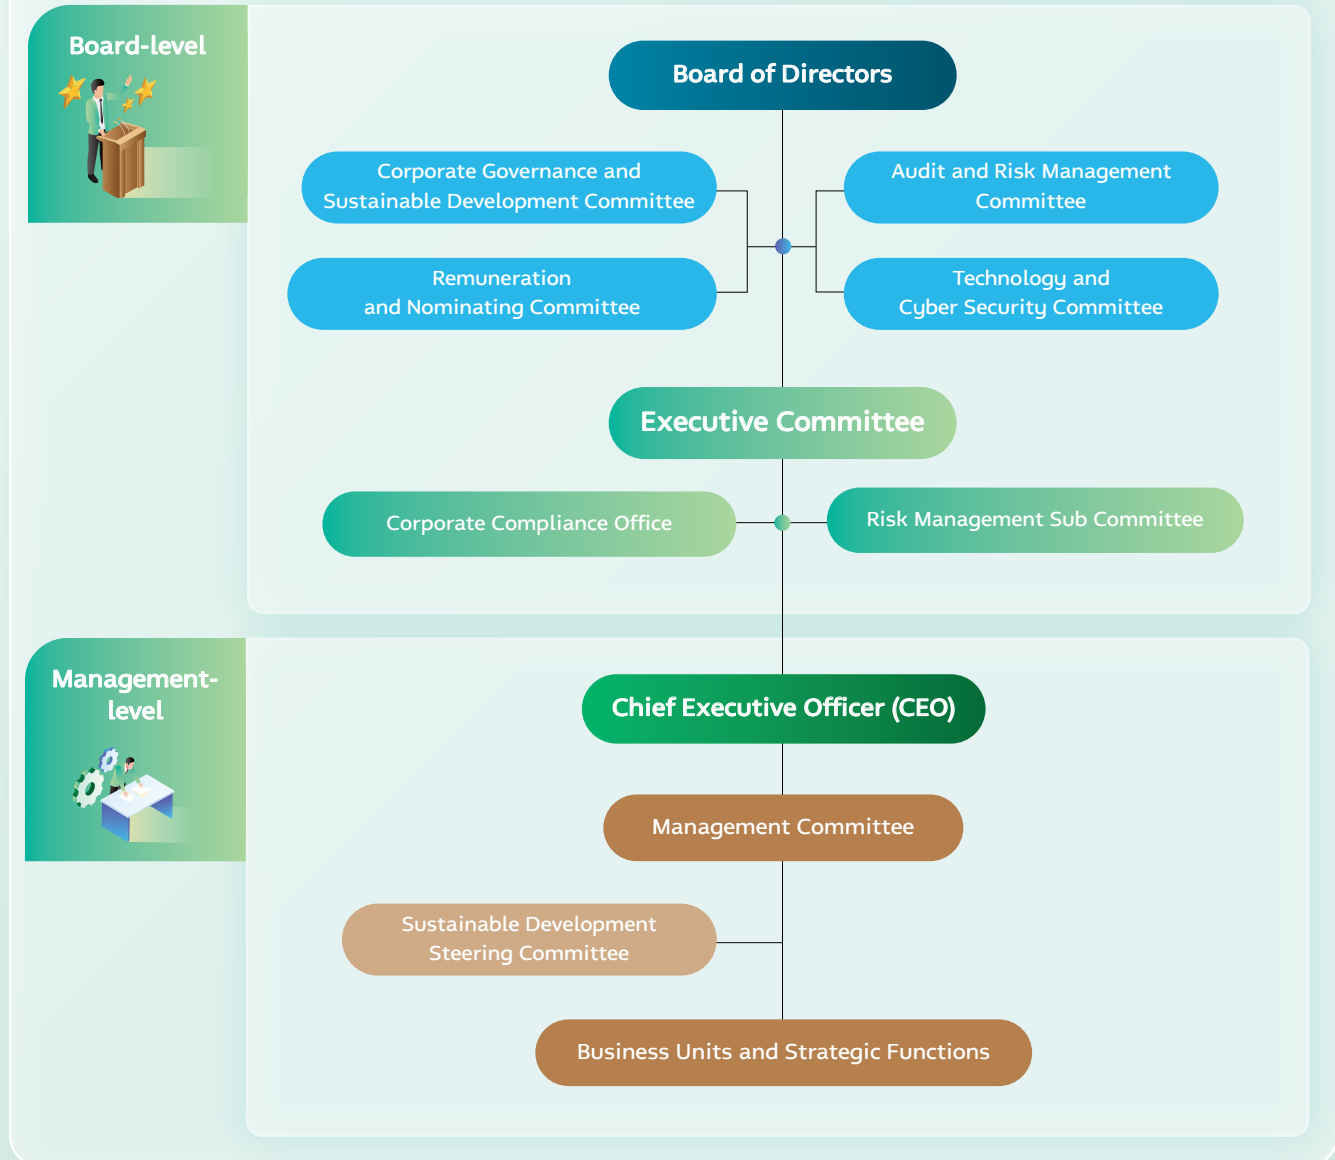 Board-level
Board of Directors
Corporate Governance and
Sustainable Development Committee
Audit and Risk Management
Committee
Remuneration
and Nominating Committee
Technology and
Cyber Security Committee
Executive Committee
Corporate Compliance Office
Risk Management Sub Committee
Management-
level
Chief Executive Officer (CEO)
Management Committee
Sustainable Development
Steering Committee
Business Units and Strategic Functions